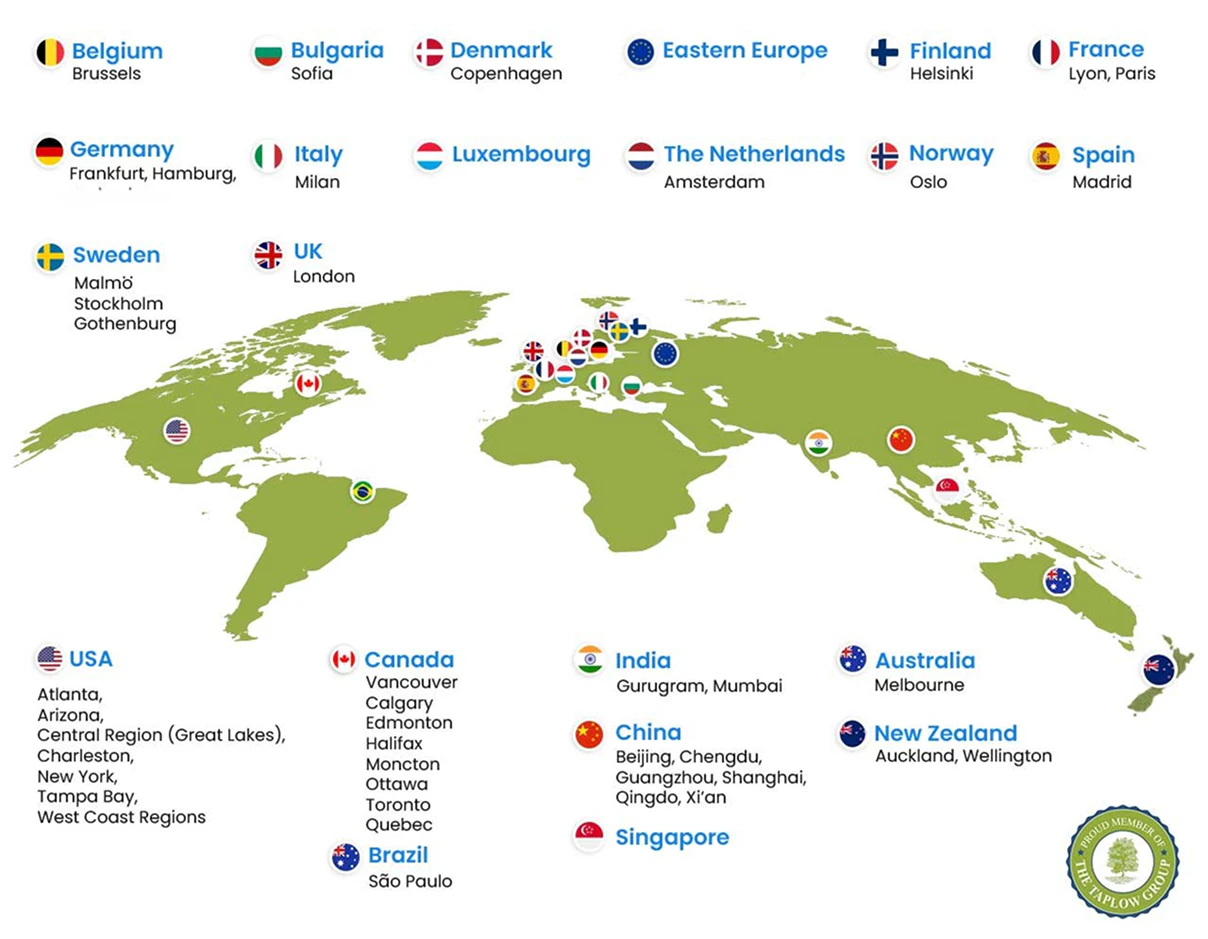 Belgium
Brussels
Bulgaria
Sofia
Denmark
Copenhagen
Eastern Europe
Finland
Helsinki
France
Lyon, Paris
Germany
Frankfurt, Hamburg,
Italy
Milan
Luxembourg
The Netherlands
Amsterdam
Norway
Oslo
Spain
Madrid
Sweden
Malmö
Stockholm
Gothenburg
UK
London
USA
Atlanta,
Arizona,
Central Region (Great Lakes),
Charleston,
New York,
Tampa Bay,
West Coast Regions
Canada
Vancouver
Calgary
Edmonton
Halifax
Moncton
Ottawa
Toronto
Quebec
Brazil
São Paulo
India
Gurugram, Mumbai
China
Beijing, Chengdu,
Guangzhou, Shanghai,
Qingdo, Xi’an
Singapore
Australia
Melbourne
New Zealand
Auckland, Wellington
PROUD MEMBER OF
THE TAPLOW GROUP